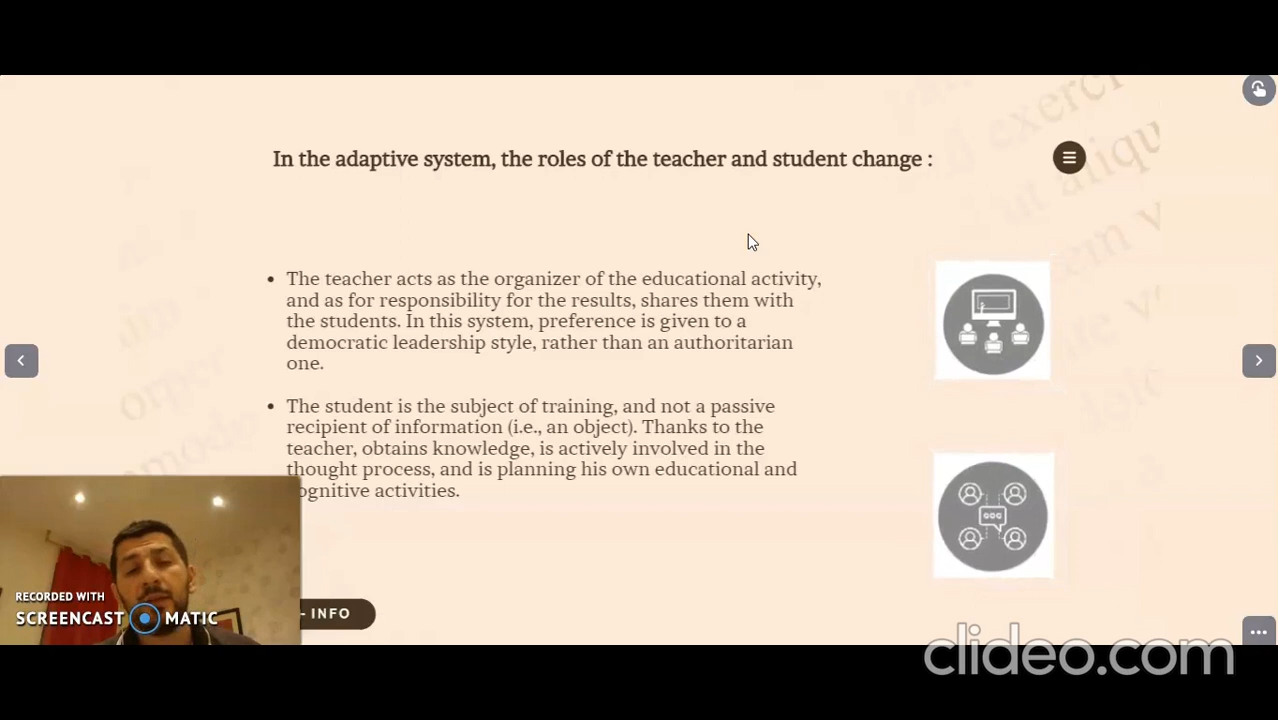 In the adaptive system, the roles of the teacher and student change :
• The teacher acts as the organizer of the educational activity,
and as for responsibility for the results, shares them with
the students. In this system, preference is given to a
democratic leadership style, rather than an authoritarian
one.
• The student is the subject of training, and not a passive
recipient of information (i.e., an object). Thanks to the
teacher, obtains knowledge, is actively involved in the
thought process, and is planning his own educational and
ognitive activities.
RECORDED WITH
SCREENCAST MATIC
- INFO
clideo.com